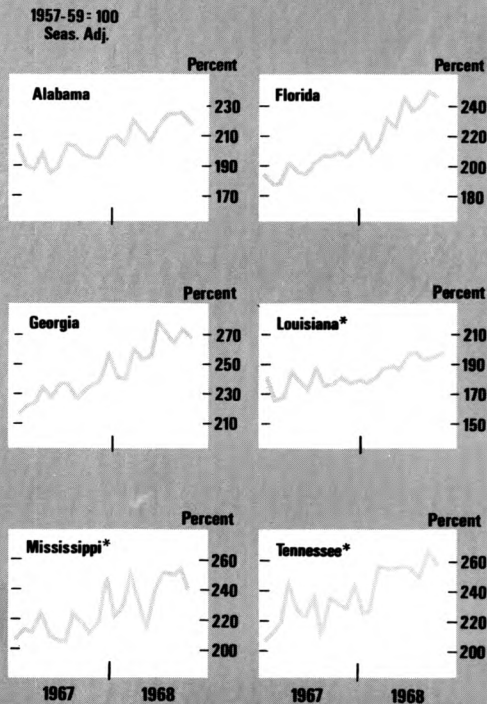 1957-59 = 100
Seas. Adj.
Percent
Alabama
230
210
190
170
Percent
Florida
240
220
200
180
Percent
Georgia
270
250
230
210
Percent
Louisiana*
210
190
170
150
Percent
Mississippi*
260
240
220
200
Percent
Tennessee*
260
240
220
200
1967 1968
1967 1968